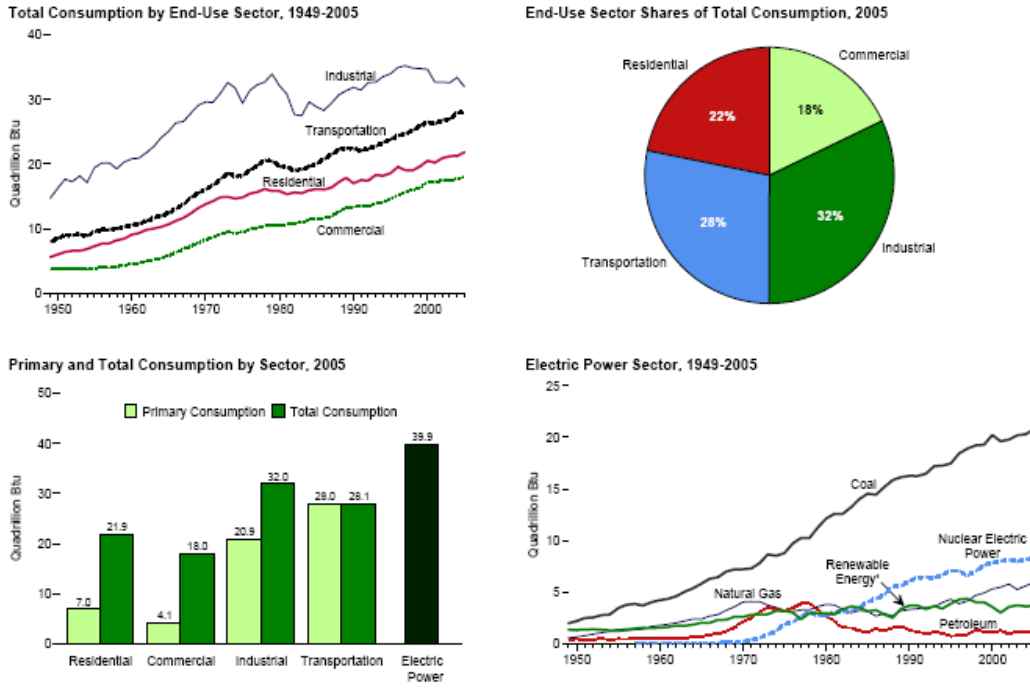 Total Consumption by End-Use Sector, 1949-2005
40
30
20
10
0
Quadrillion Btu
Industrial
Transportation
Residential
Commercial
1950 1960 1970 1980 1990 2000
End-Use Sector Shares of Total Consumption, 2005
Residential
Commercial
22%
18%
28%
32%
Transportation
Industrial
Primary and Total Consumption by Sector, 2005
50
40
30
20
10
0
Quadrillion Btu
Primary Consumption Total Consumption
7.0
21.9
4.1
18.0
20.9
32.0
28.0
28.1
39.9
Residential Commercial Industrial Transportation Electric
Power
Electric Power Sector, 1949-2005
25
20
15
10
5
0
Quadrillion Btu
Coal
Nuclear Electric
Power
Renewable
Energy¹
Natural Gas
Petroleum
1950 1960 1970 1980 1990 2000